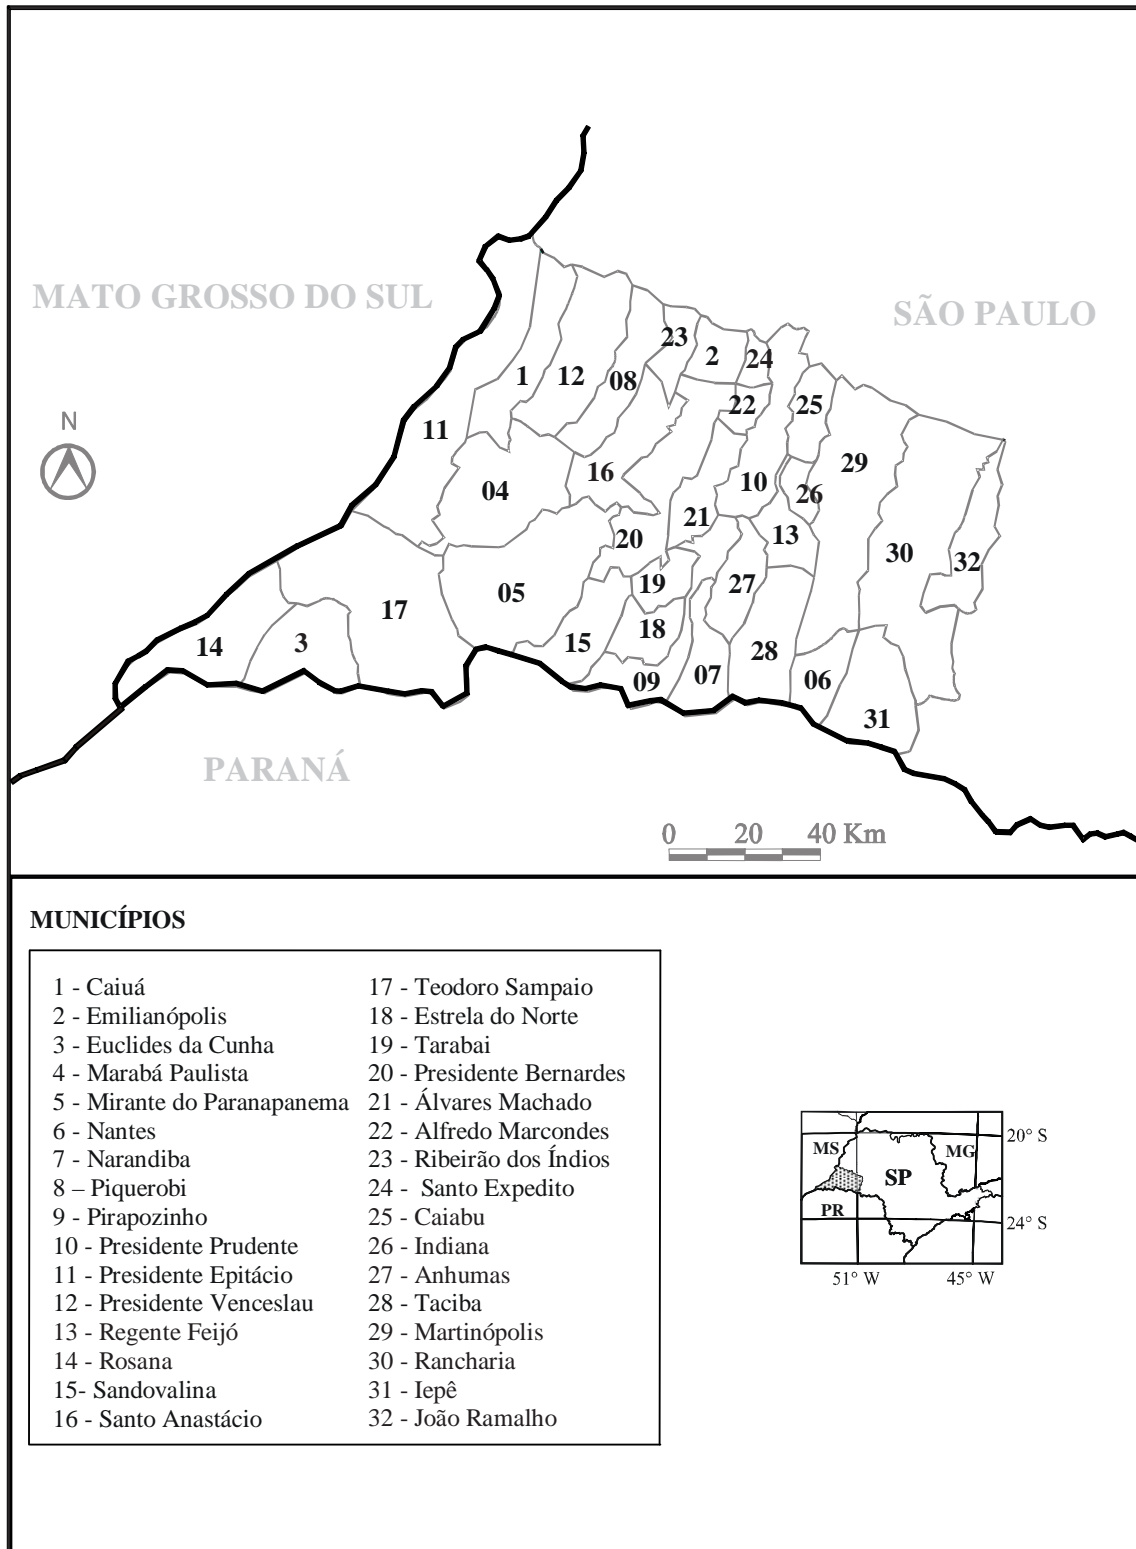 MATO GROSSO DO SUL
SÃO PAULO
N
23
2
24
1
12
08
22
25
11
16
29
04
10
26
21
13
20
30
32
19
27
05
17
18
15
28
14
3
09
07
06
31
PARANÁ
0 20 40 Km
MUNICÍPIOS
1 - Caiuá
2 - Emilianópolis
3 - Euclides da Cunha
4 - Marabá Paulista
5 - Mirante do Paranapanema
6 - Nantes
7 - Narandiba
8 – Piquerobi
9 - Pirapozinho
10 - Presidente Prudente
11 - Presidente Epitácio
12 - Presidente Venceslau
13 - Regente Feijó
14 - Rosana
15- Sandovalina
16 - Santo Anastácio
17 - Teodoro Sampaio
18 - Estrela do Norte
19 - Tarabai
20 - Presidente Bernardes
21 - Álvares Machado
22 - Alfredo Marcondes
23 - Ribeirão dos Índios
24 -  Santo Expedito
25 - Caiabu
26 - Indiana
27 - Anhumas
28 - Taciba
29 - Martinópolis
30 - Rancharia
31 - Iepê
32 - João Ramalho
20° S
MS
MG
SP
PR
24° S
51° W
45° W